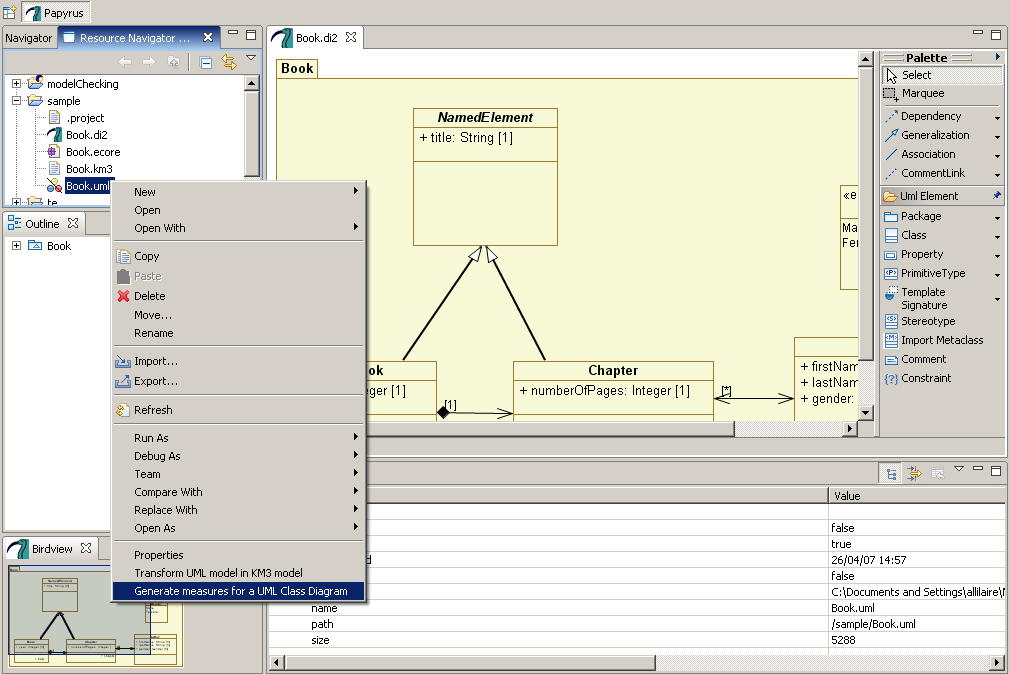 Papyrus
Navigator
Resource Navigator ...
modelChecking
sample
.project
Book.di2
Book.ecore
Book.km3
Book.uml
te
Outline
Book
Birdview
New
Open
Open With
Copy
Paste
Delete
Move...
Rename
Import...
Export...
Refresh
Run As
Debug As
Team
Compare With
Replace With
Open As
Properties
Transform UML model in KM3 model
Generate measures for a UML Class Diagram
Book.di2
Book
NamedElement
+ title: String [1]
«e
Ma
Fer
ok
eger [1]
[1]
Chapter
+ numberOfPages: Integer [1]
[*]
+ firstNam
+ lastNam
+ gender:
Palette
Select
Marquee
Dependency
Generalization
Association
CommentLink
Uml Element
Package
Class
Property
PrimitiveType
Template
Signature
Stereotype
Import Metaclass
Comment
Constraint
Value
false
true
d
26/04/07 14:57
false
C:\Documents and Settings\allilaire\
name
Book.uml
path
/sample/Book.uml
size
5288